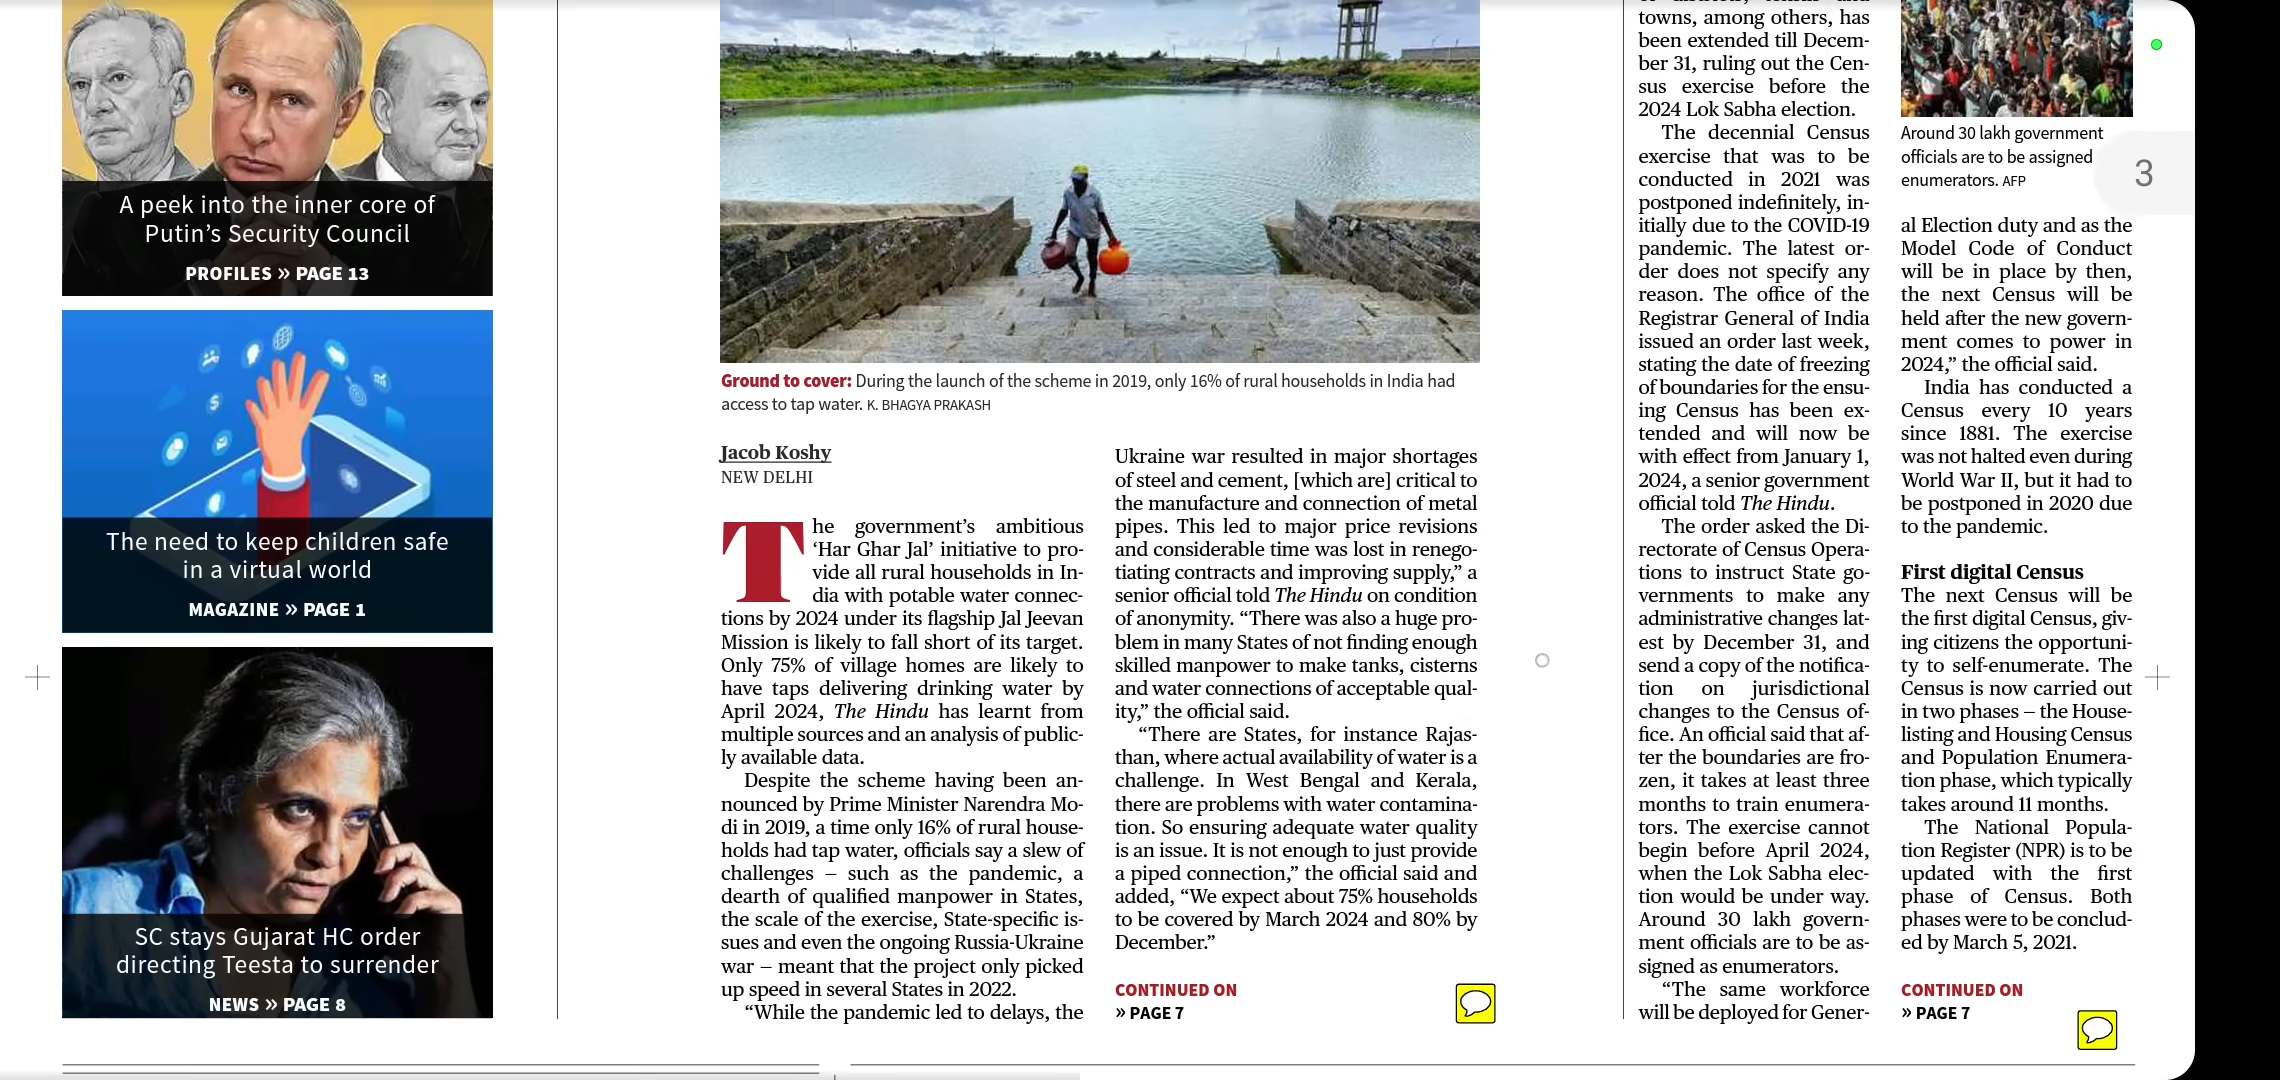 A peek into the inner core of
Putin’s Security Council
PROFILES » PAGE 13
The need to keep children safe
in a virtual world
MAGAZINE » PAGE 1
SC stays Gujarat HC order
directing Teesta to surrender
NEWS » PAGE 8
Ground to cover: During the launch of the scheme in 2019, only 16% of rural households in India had
access to tap water. K. BHAGYA PRAKASH
Jacob Koshy
NEW DELHI
The government’s ambitious
‘Har Ghar Jal’ initiative to pro-
vide all rural households in In-
dia with potable water connec-
tions by 2024 under its flagship Jal Jeevan
Mission is likely to fall short of its target.
Only 75% of village homes are likely to
have taps delivering drinking water by
April 2024, The Hindu has learnt from
multiple sources and an analysis of public-
ly available data.
Despite the scheme having been an-
nounced by Prime Minister Narendra Mo-
di in 2019, a time only 16% of rural house-
holds had tap water, officials say a slew of
challenges — such as the pandemic, a
dearth of qualified manpower in States,
the scale of the exercise, State-specific is-
sues and even the ongoing Russia-Ukraine
war — meant that the project only picked
up speed in several States in 2022.
“While the pandemic led to delays, the
Ukraine war resulted in major shortages
of steel and cement, [which are] critical to
the manufacture and connection of metal
pipes. This led to major price revisions
and considerable time was lost in renego-
tiating contracts and improving supply,” a
senior official told The Hindu on condition
of anonymity. “There was also a huge pro-
blem in many States of not finding enough
skilled manpower to make tanks, cisterns
and water connections of acceptable qual-
ity,” the official said.
“There are States, for instance Rajas-
than, where actual availability of water is a
challenge. In West Bengal and Kerala,
there are problems with water contamina-
tion. So ensuring adequate water quality
is an issue. It is not enough to just provide
a piped connection,” the official said and
added, “We expect about 75% households
to be covered by March 2024 and 80% by
December.”
CONTINUED ON
» PAGE 7
towns, among others, has
been extended till Decem-
ber 31, ruling out the Cen-
sus exercise before the
2024 Lok Sabha election.
The decennial Census
exercise that was to be
conducted in 2021 was
postponed indefinitely, in-
itially due to the COVID-19
pandemic. The latest or-
der does not specify any
reason. The office of the
Registrar General of India
issued an order last week,
stating the date of freezing
of boundaries for the ensu-
ing Census has been ex-
tended and will now be
with effect from January 1,
2024, a senior government
official told The Hindu.
The order asked the Di-
rectorate of Census Opera-
tions to instruct State go-
vernments to make any
administrative changes lat-
est by December 31, and
send a copy of the notifica-
tion on jurisdictional
changes to the Census of-
fice. An official said that af-
ter the boundaries are fro-
zen, it takes at least three
months to train enumera-
tors. The exercise cannot
begin before April 2024,
when the Lok Sabha elec-
tion would be under way.
Around 30 lakh govern-
ment officials are to be as-
signed as enumerators.
“The same workforce
will be deployed for Gener-
Around 30 lakh government
officials are to be assigned
enumerators. AFP
3
al Election duty and as the
Model Code of Conduct
will be in place by then,
the next Census will be
held after the new govern-
ment comes to power in
2024,” the official said.
India has conducted a
Census every 10 years
since 1881. The exercise
was not halted even during
World War II, but it had to
be postponed in 2020 due
to the pandemic.
First digital Census
The next Census will be
the first digital Census, giv-
ing citizens the opportuni-
ty to self-enumerate. The
Census is now carried out
in two phases — the House-
listing and Housing Census
and Population Enumera-
tion phase, which typically
takes around 11 months.
The National Popula-
tion Register (NPR) is to be
updated with the first
phase of Census. Both
phases were to be conclud-
ed by March 5, 2021.
CONTINUED ON
» PAGE 7